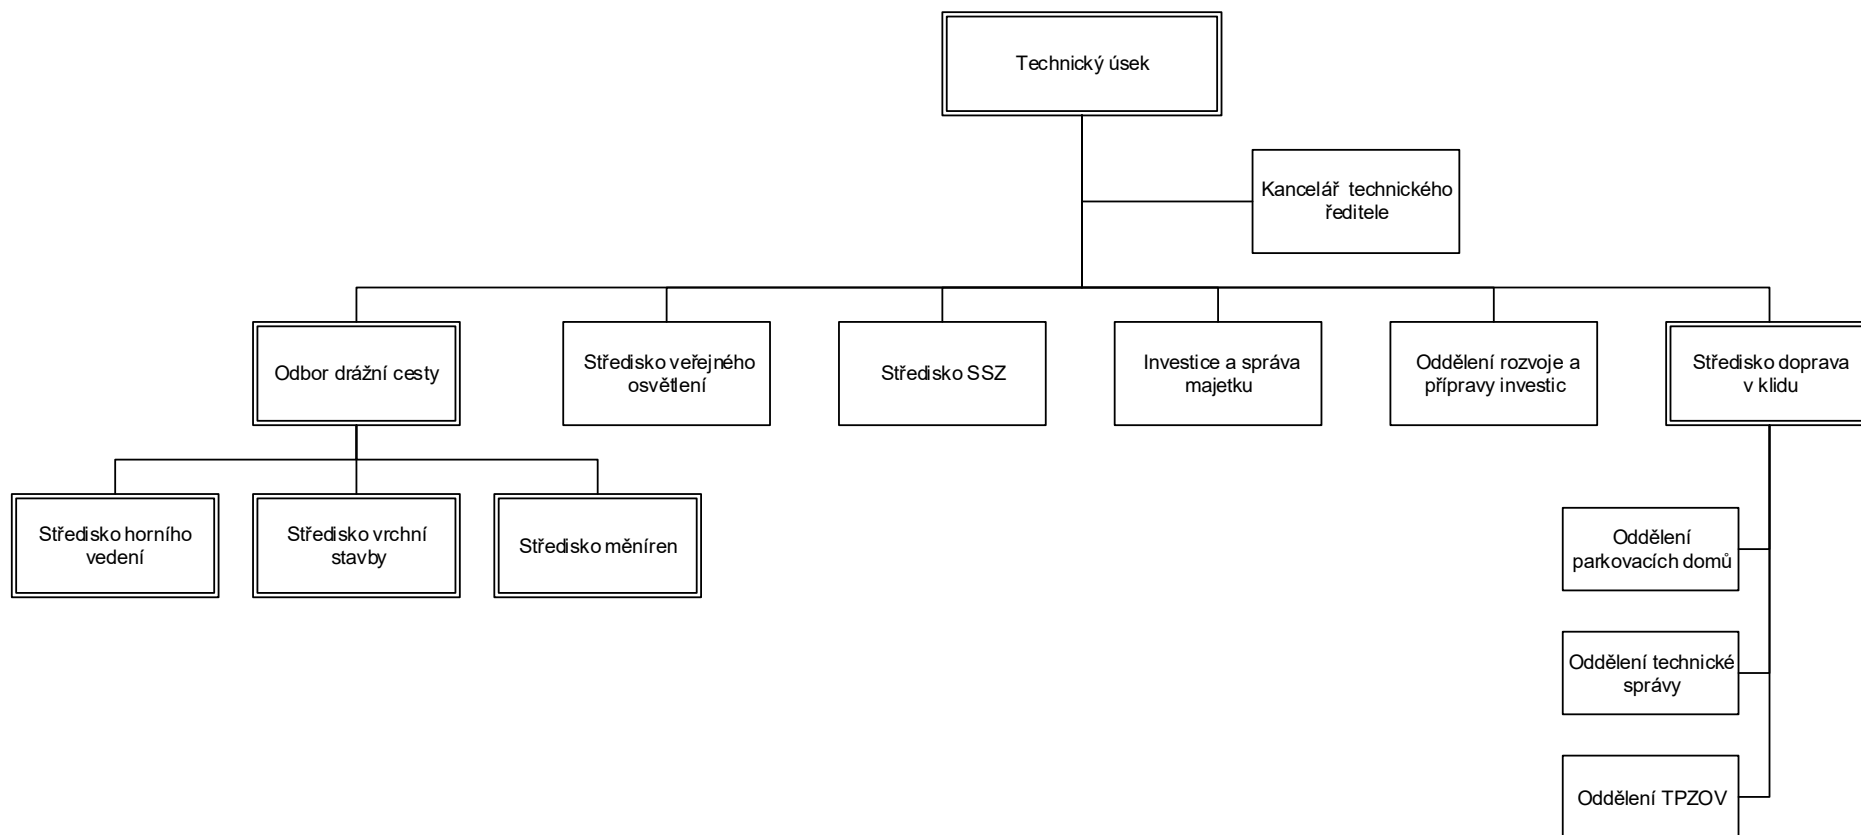 Technický úsek
Kancelář technického
ředitele
Odbor drážní cesty
Středisko veřejného
osvětlení
Středisko SSZ
Investice a správa
majetku
Oddělení rozvoje a
přípravy investic
Středisko doprava
v klidu
Středisko horního
vedení
Středisko vrchní
stavby
Středisko měníren
Oddělení
parkovacích domů
Oddělení technické
správy
Oddělení TPZOV